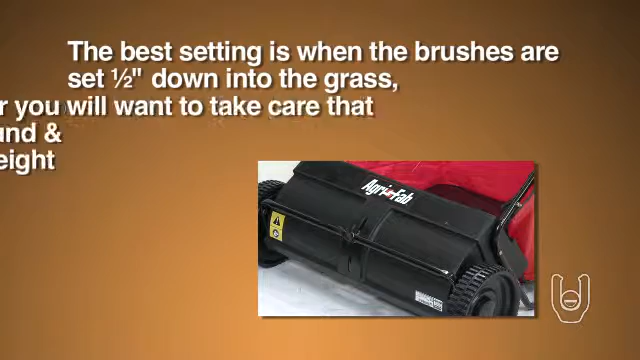 The best setting is when the brushes are
set ½" down into the grass,
r you will want to take care that
und &
eight
Agri-Fab